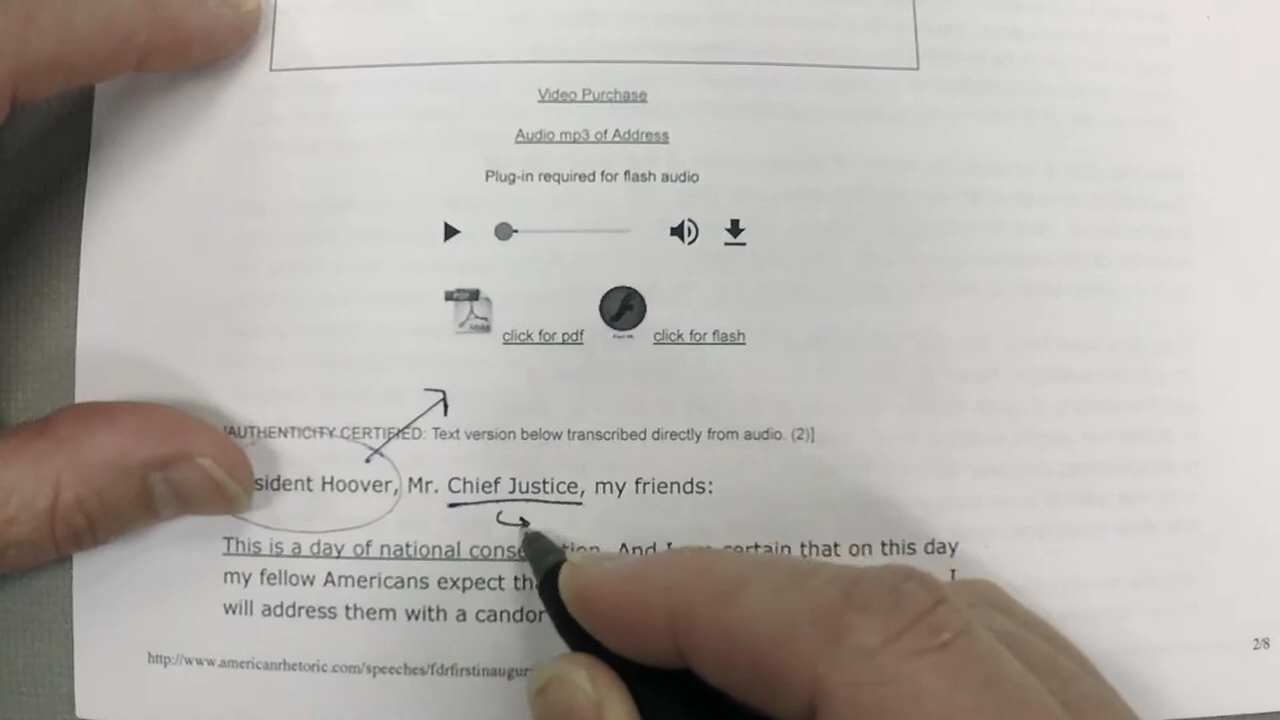 Video Purchase
Audio mp3 of Address
Plug-in required for flash audio
click for pdf click for flash
[AUTHENTICITY CERTIFIED: Text version below transcribed directly from audio. (2)]
sident Hoover, Mr. Chief Justice, my friends:
This is a day of national conse tion. And I certain that on this day
my fellow Americans expect th
will address them with a candor
http://www.americanrhetoric.com/speeches/fdrfirstinaugur
2/8